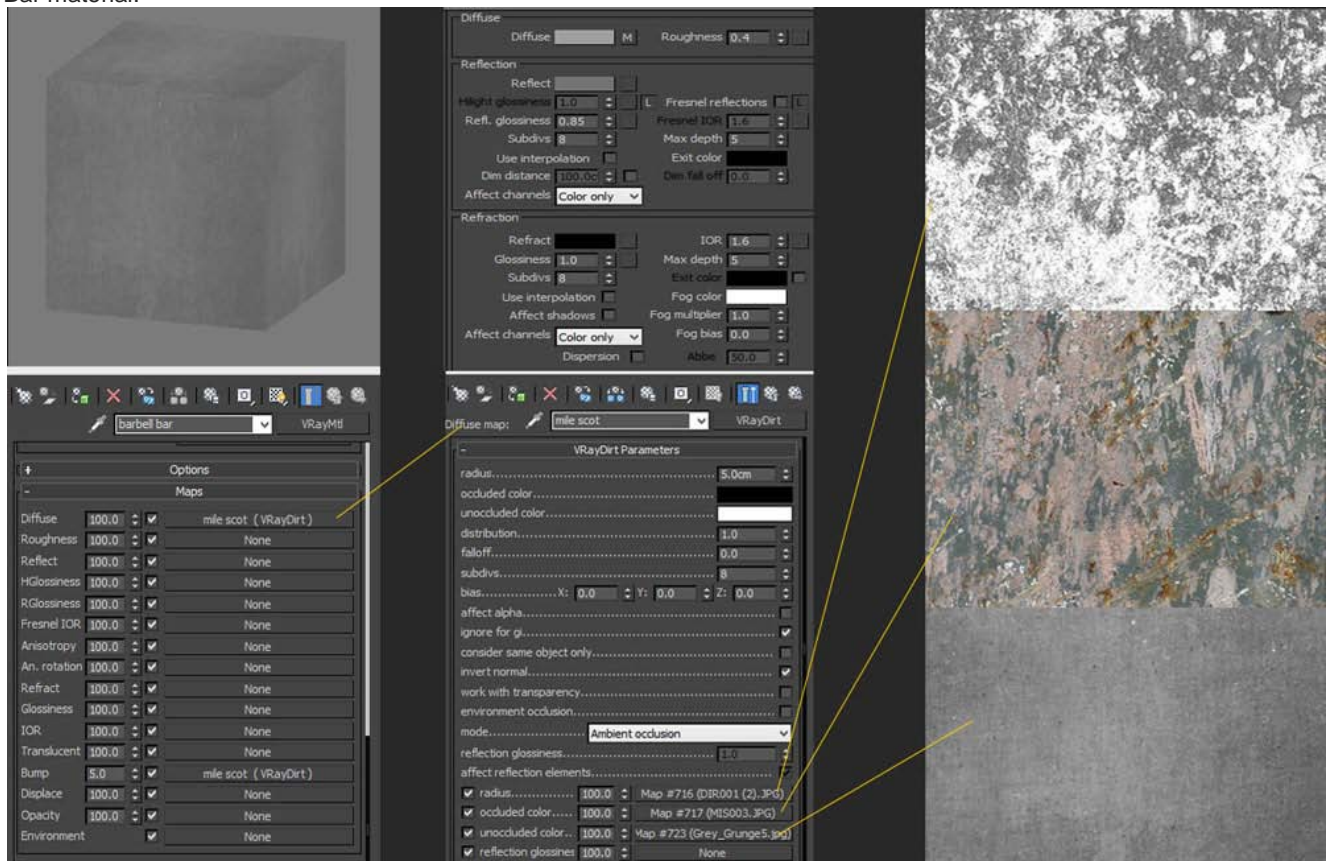 Bar material:
Diffuse
Diffuse M Roughness 0.4
Reflection
Reflect
Hilight glossiness 1.0 L Fresnel reflections L
Refl. glossiness 0.85 Fresnel IOR 1.6
Subdivs 8 Max depth 5
Use interpolation Exit color
Dim distance 100.0c Dim fall off 0.0
Affect channels Color only
Refraction
Refract IOR 1.6
Glossiness 1.0 Max depth 5
Subdivs 8 Exit color
Use interpolation Fog color
Affect shadows Fog multiplier 1.0
Affect channels Color only Fog bias 0.0
Dispersion Abbe 50.0
barbell bar VRayMtl
+ Options
- Maps
Diffuse 100.0 mile scot ( VRayDirt )
Roughness 100.0 None
Reflect 100.0 None
HGlossiness 100.0 None
RGlossiness 100.0 None
Fresnel IOR 100.0 None
Anisotropy 100.0 None
An. rotation 100.0 None
Refract 100.0 None
Glossiness 100.0 None
IOR 100.0 None
Translucent 100.0 None
Bump 5.0 mile scot ( VRayDirt )
Displace 100.0 None
Opacity 100.0 None
Environment None
Diffuse map: mile scot VRayDirt
- VRayDirt Parameters
radius 5.0cm
occluded color
unoccluded color
distribution 1.0
falloff 0.0
subdivs 8
bias X: 0.0 Y: 0.0 Z: 0.0
affect alpha
ignore for gi
consider same object only
invert normal
work with transparency
environment occlusion
mode Ambient occlusion
reflection glossiness 1.0
affect reflection elements
radius 100.0 Map #716 (DIR001 (2).JPG)
occluded color 100.0 Map #717 (MIS003.JPG)
unoccluded color 100.0 Map #723 (Grey_Grunge5.jpg)
reflection glossines 100.0 None